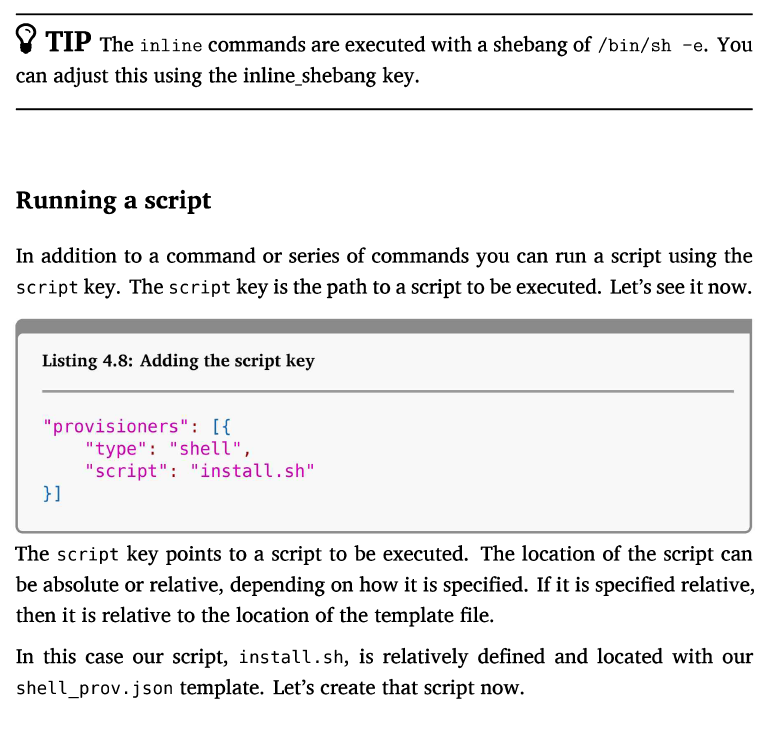 TIP The inline commands are executed with a shebang of /bin/sh -e. You
can adjust this using the inline_shebang key.
Running a script
In addition to a command or series of commands you can run a script using the
script key. The script key is the path to a script to be executed. Let's see it now.
Listing 4.8: Adding the script key
"provisioners": [{
    "type": "shell",
    "script": "install.sh"
}]
The script key points to a script to be executed. The location of the script can
be absolute or relative, depending on how it is specified. If it is specified relative,
then it is relative to the location of the template file.
In this case our script, install.sh, is relatively defined and located with our
shell_prov.json template. Let's create that script now.